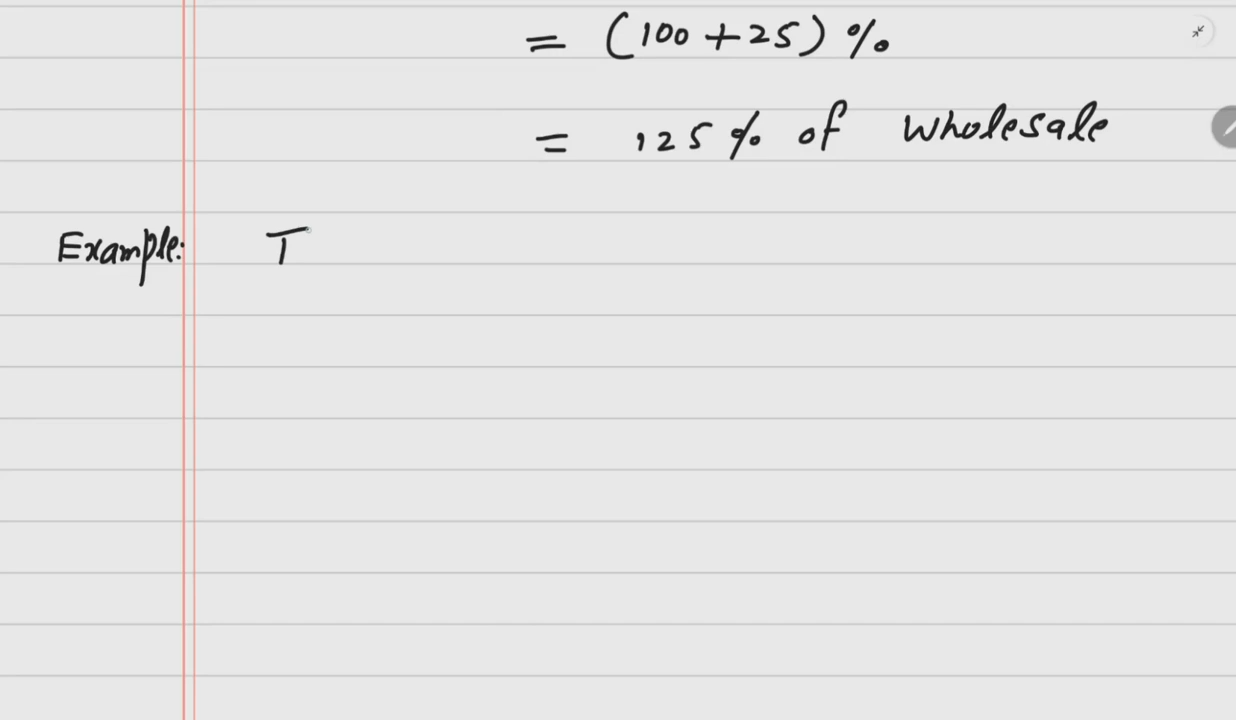 = (100 + 25) %
= 125 % of wholesale
Example: T